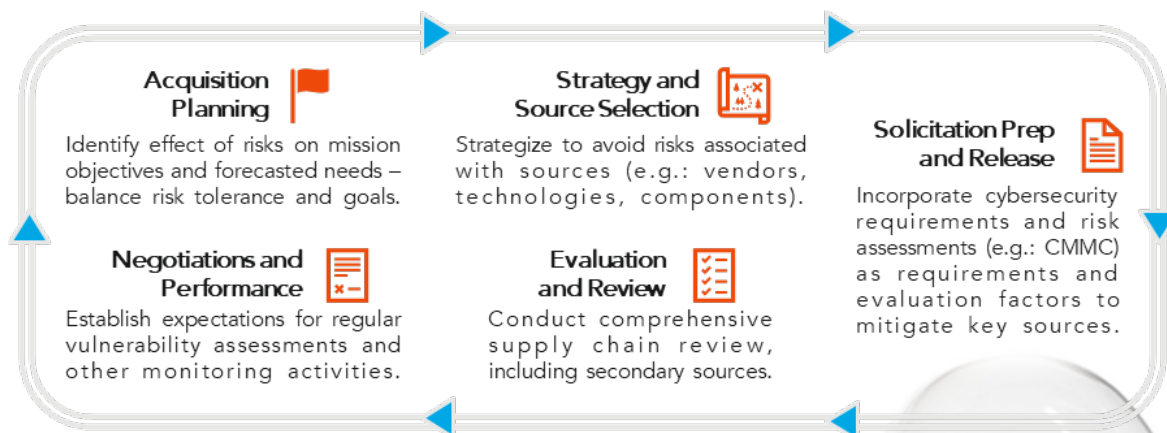 Acquisition
Planning
Identify effect of risks on mission
objectives and forecasted needs –
balance risk tolerance and goals.
Strategy and
Source Selection
Strategize to avoid risks associated
with sources (e.g.: vendors,
technologies, components).
Solicitation Prep
and Release
Incorporate cybersecurity
requirements and risk
assessments (e.g.: CMMC)
as requirements and
evaluation factors to
mitigate key sources.
Evaluation
and Review
Conduct comprehensive
supply chain review,
including secondary sources.
Negotiations and
Performance
Establish expectations for regular
vulnerability assessments and
other monitoring activities.